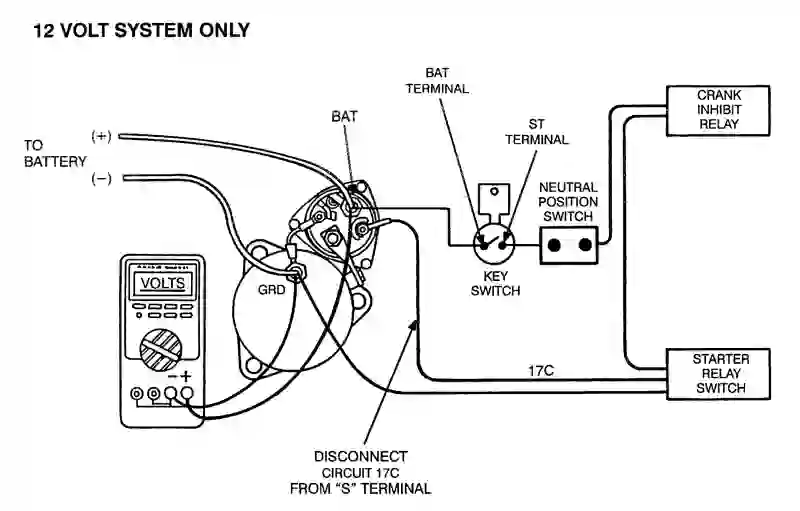 12 VOLT SYSTEM ONLY
BAT
TERMINAL
CRANK
INHIBIT
RELAY
BAT
ST
TERMINAL
(+)
TO
BATTERY
(−)
NEUTRAL
POSITION
SWITCH
KEY
SWITCH
VOLTS
GRD
− +
17C
STARTER
RELAY
SWITCH
DISCONNECT
CIRCUIT 17C
FROM “S” TERMINAL